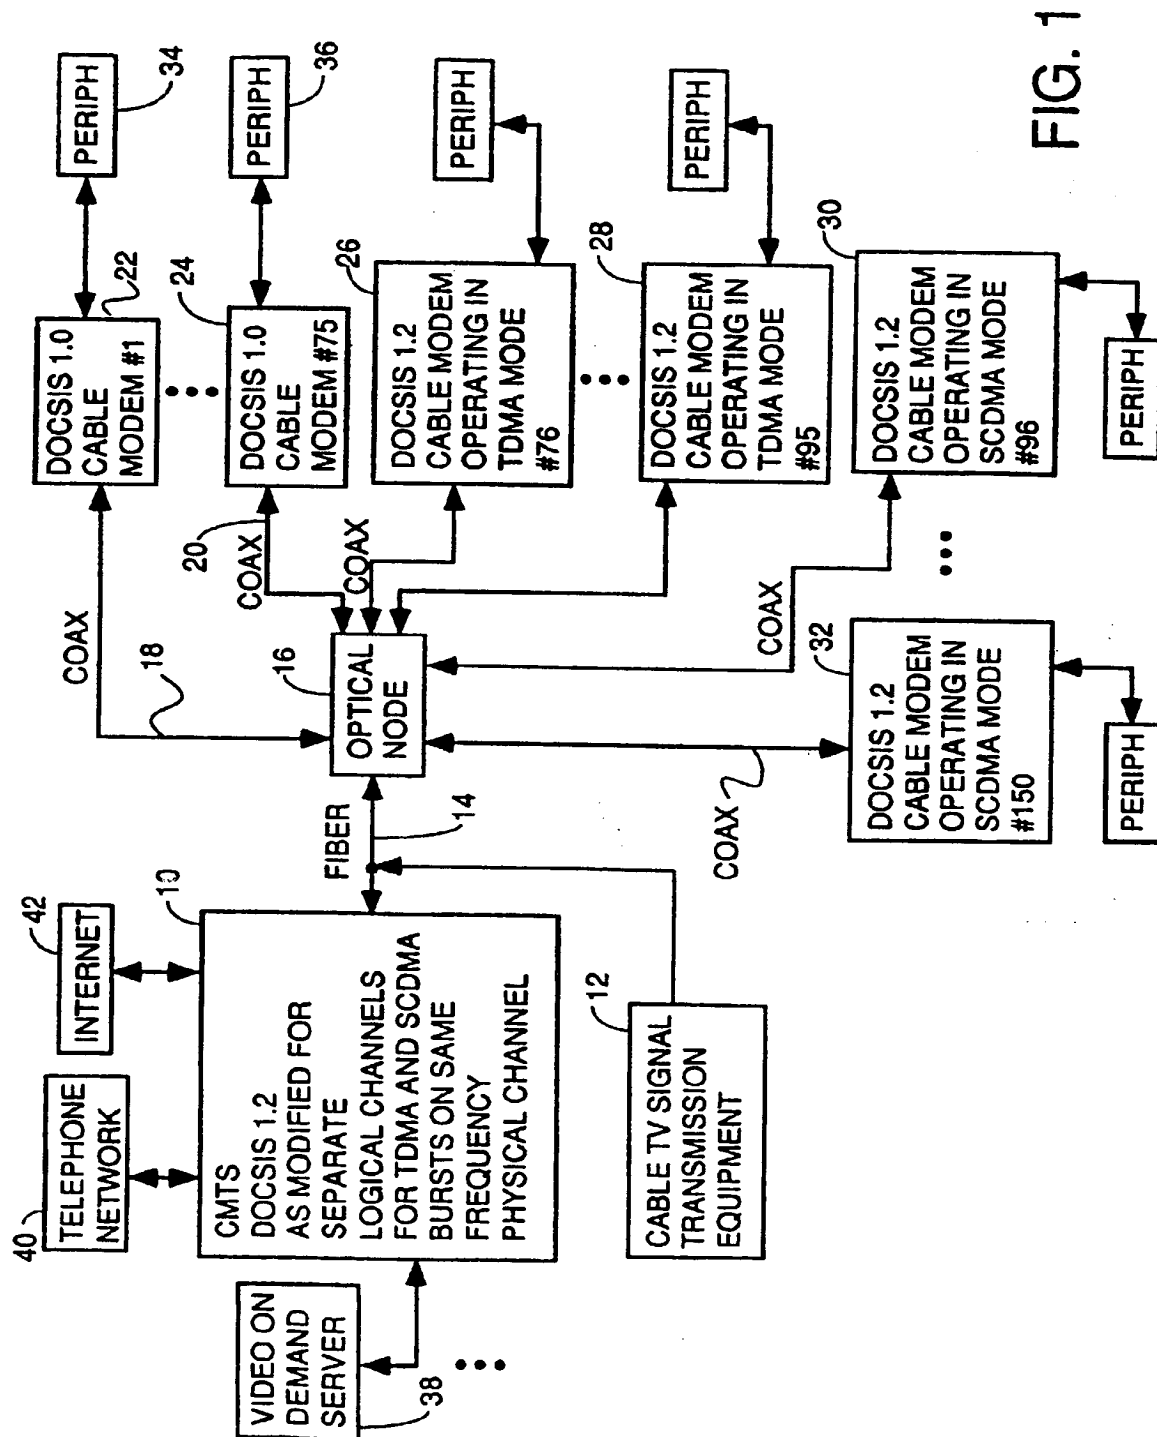 40
TELEPHONE
NETWORK
42
INTERNET
VIDEO ON
DEMAND
SERVER
38
10
CMTS
DOCSIS 1.2
AS MODIFIED FOR
SEPARATE
LOGICAL CHANNELS
FOR TDMA AND SCDMA
BURSTS ON SAME
FREQUENCY
PHYSICAL CHANNEL
12
CABLE TV SIGNAL
TRANSMISSION
EQUIPMENT
FIBER
14
16
OPTICAL
NODE
18
COAX
20
COAX
COAX
COAX
COAX
DOCSIS 1.0
CABLE
MODEM #1
22
PERIPH
34
24
DOCSIS 1.0
CABLE
MODEM #75
PERIPH
36
26
DOCSIS 1.2
CABLE MODEM
OPERATING IN
TDMA MODE
#76
PERIPH
28
DOCSIS 1.2
CABLE MODEM
OPERATING IN
TDMA MODE
#95
PERIPH
30
DOCSIS 1.2
CABLE MODEM
OPERATING IN
SCDMA MODE
#96
PERIPH
32
DOCSIS 1.2
CABLE MODEM
OPERATING IN
SCDMA MODE
#150
PERIPH
FIG. 1